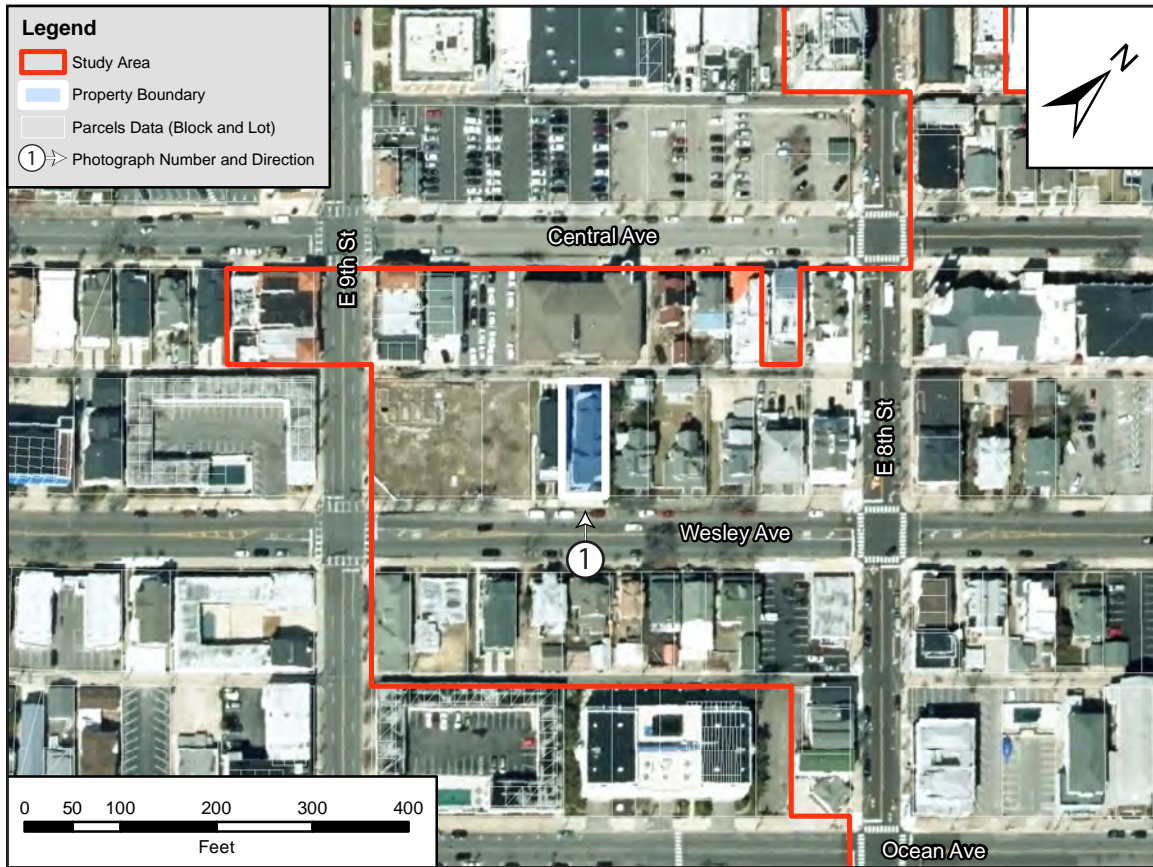 Legend
Study Area
Property Boundary
Parcels Data (Block and Lot)
1 Photograph Number and Direction
N
Central Ave
E 9th St
E 8th St
Wesley Ave
1
Ocean Ave
0 50 100 200 300 400
Feet